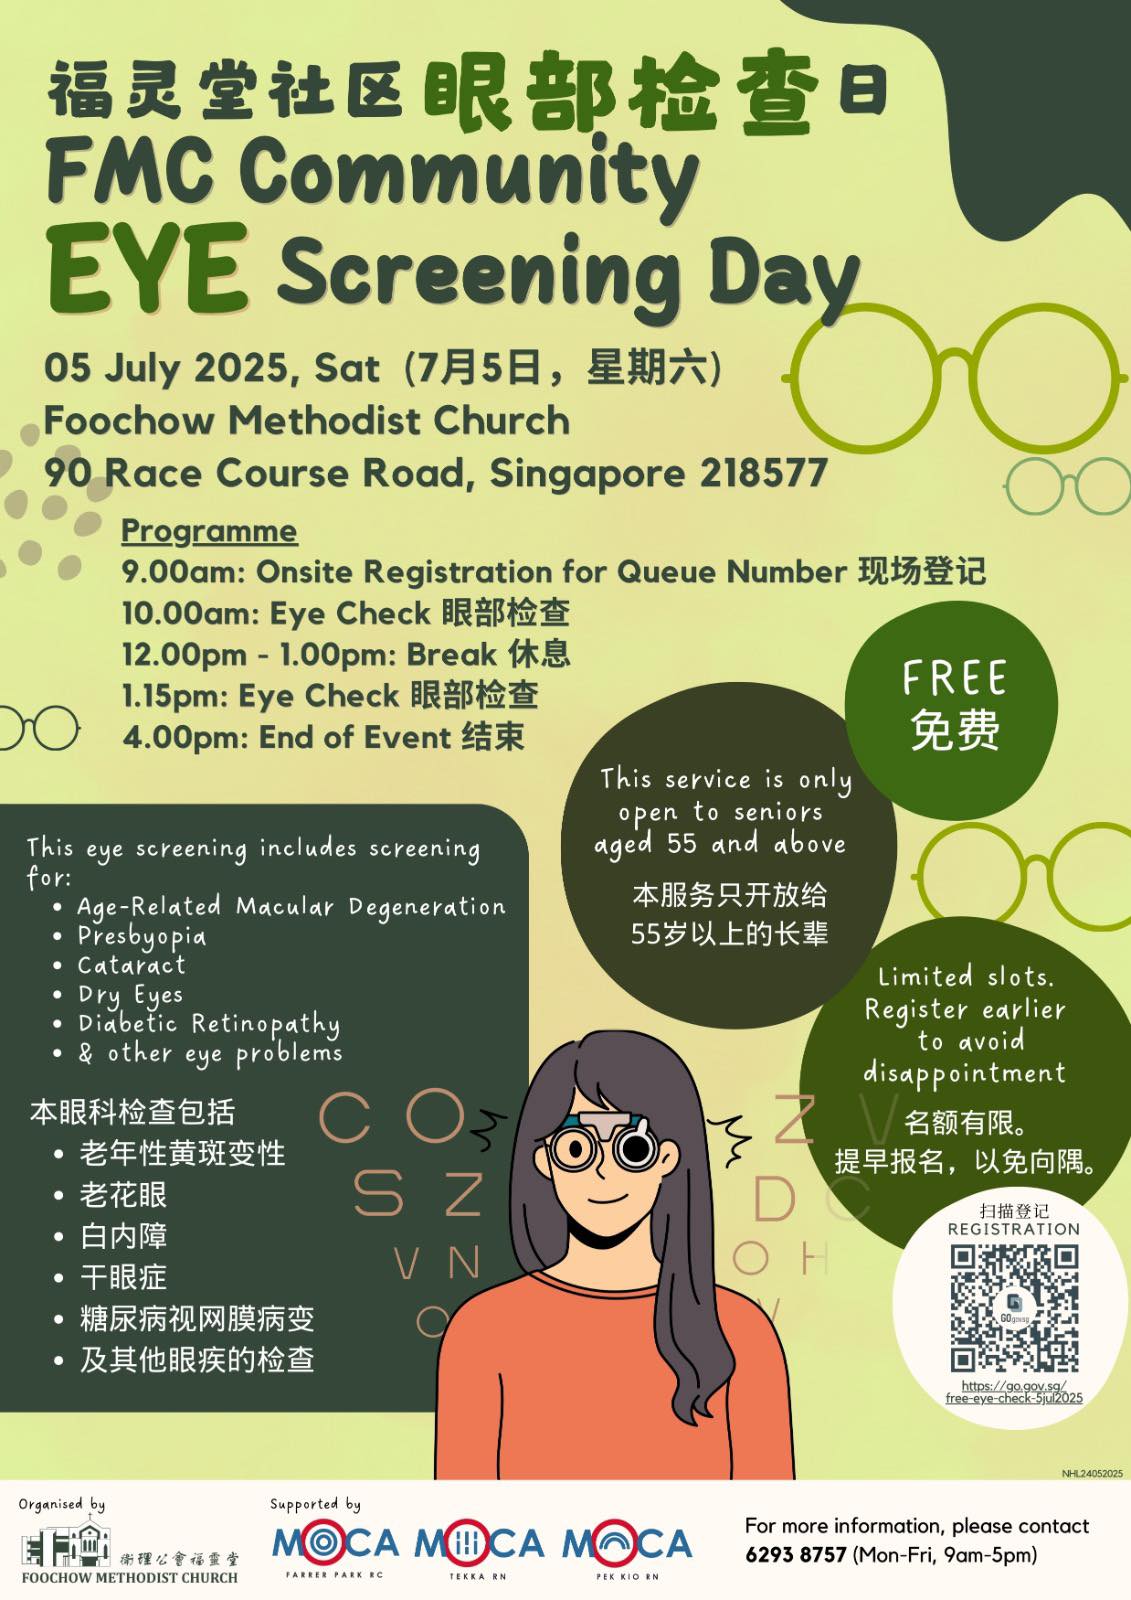 福灵堂社区眼部检查日
FMC Community
EYE Screening Day
05 July 2025, Sat (7月5日，星期六)
Foochow Methodist Church
90 Race Course Road, Singapore 218577
Programme
9.00am: Onsite Registration for Queue Number 现场登记
10.00am: Eye Check 眼部检查
12.00pm - 1.00pm: Break 休息
1.15pm: Eye Check 眼部检查
4.00pm: End of Event 结束
FREE
免费
This service is only
open to seniors
aged 55 and above
本服务只开放给
55岁以上的长辈
This eye screening includes screening
for:
• Age-Related Macular Degeneration
• Presbyopia
• Cataract
• Dry Eyes
• Diabetic Retinopathy
• & other eye problems
本眼科检查包括
• 老年性黄斑变性
• 老花眼
• 白内障
• 干眼症
• 糖尿病视网膜病变
• 及其他眼疾的检查
Limited slots.
Register earlier
to avoid
disappointment
名额有限。
提早报名，以免向隅。
C O Z V
S Z D C
V N O H
O V
扫描登记
REGISTRATION
GOgovsg
https://go.gov.sg/
free-eye-check-5jul2025
NHL24052025
Organised by
衛理公會福靈堂
FOOCHOW METHODIST CHURCH
Supported by
MOCA MOCA MOCA
FARRER PARK RC TEKKA RN PEK KIO RN
For more information, please contact
6293 8757 (Mon-Fri, 9am-5pm)